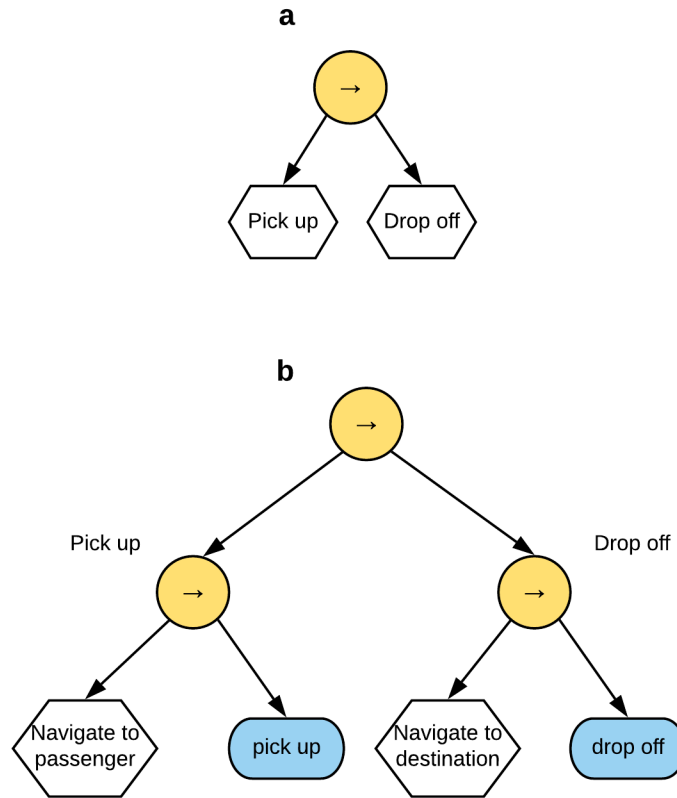 a
→
Pick up
Drop off
b
→
Pick up
Drop off
→
→
Navigate to
passenger
pick up
Navigate to
destination
drop off